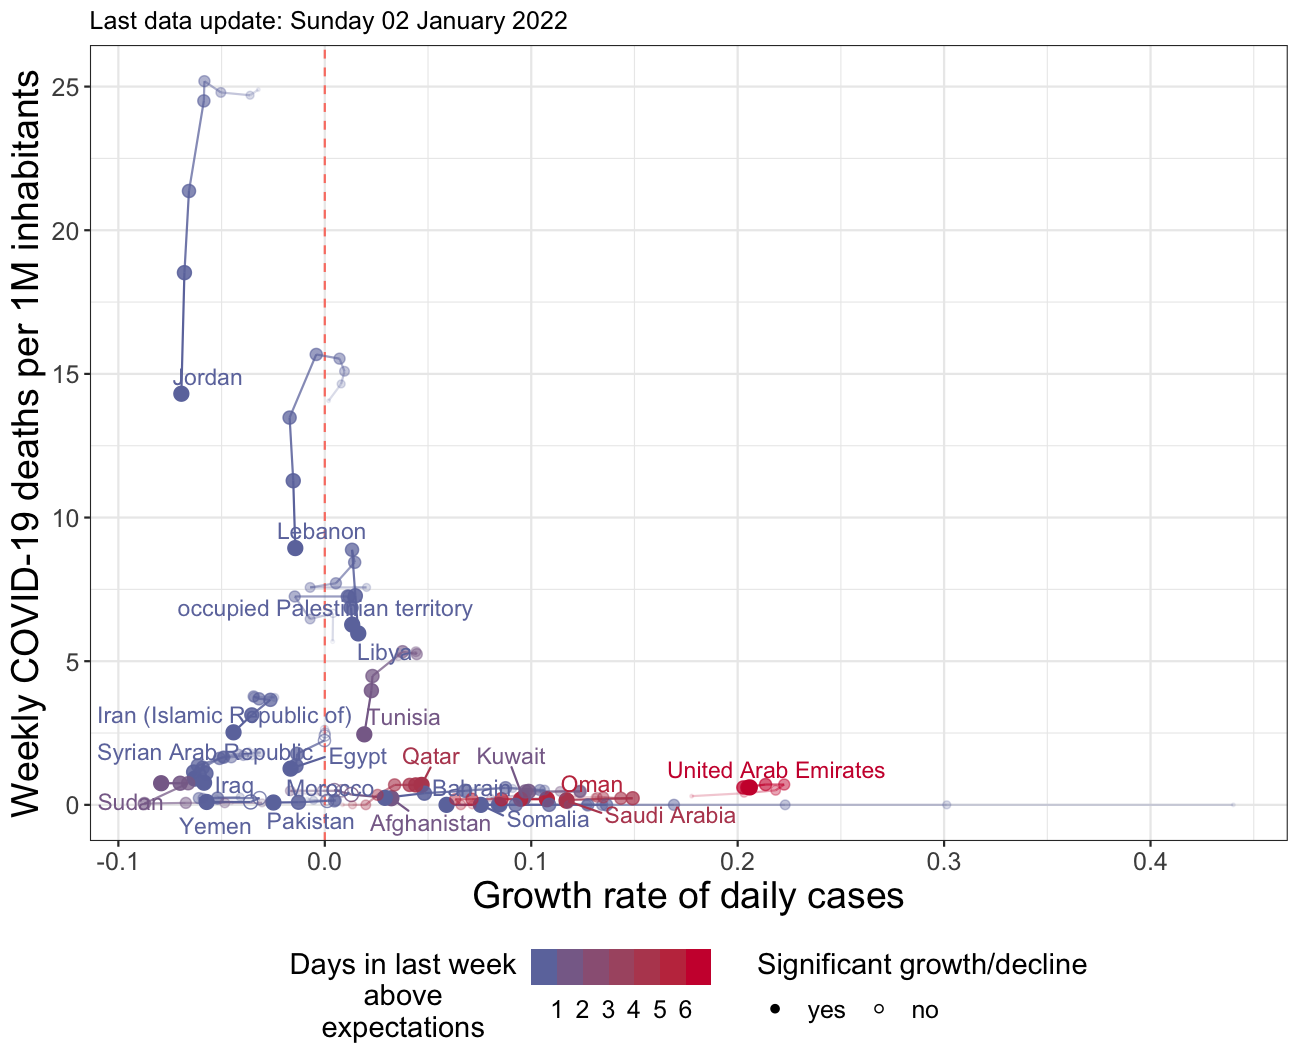 Last data update: Sunday 02 January 2022
Weekly COVID-19 deaths per 1M inhabitants
25
20
15
10
5
0
Jordan
Lebanon
occupied Palestinian territory
Libya
Iran (Islamic Republic of)
Tunisia
Syrian Arab Republic
Egypt
Qatar
Kuwait
United Arab Emirates
Iraq
Morocco
Bahrain
Oman
Sudan
Yemen
Pakistan
Afghanistan
Somalia
Saudi Arabia
-0.1
0.0
0.1
0.2
0.3
0.4
Growth rate of daily cases
Days in last week
above
expectations
1 2 3 4 5 6
Significant growth/decline
yes
no